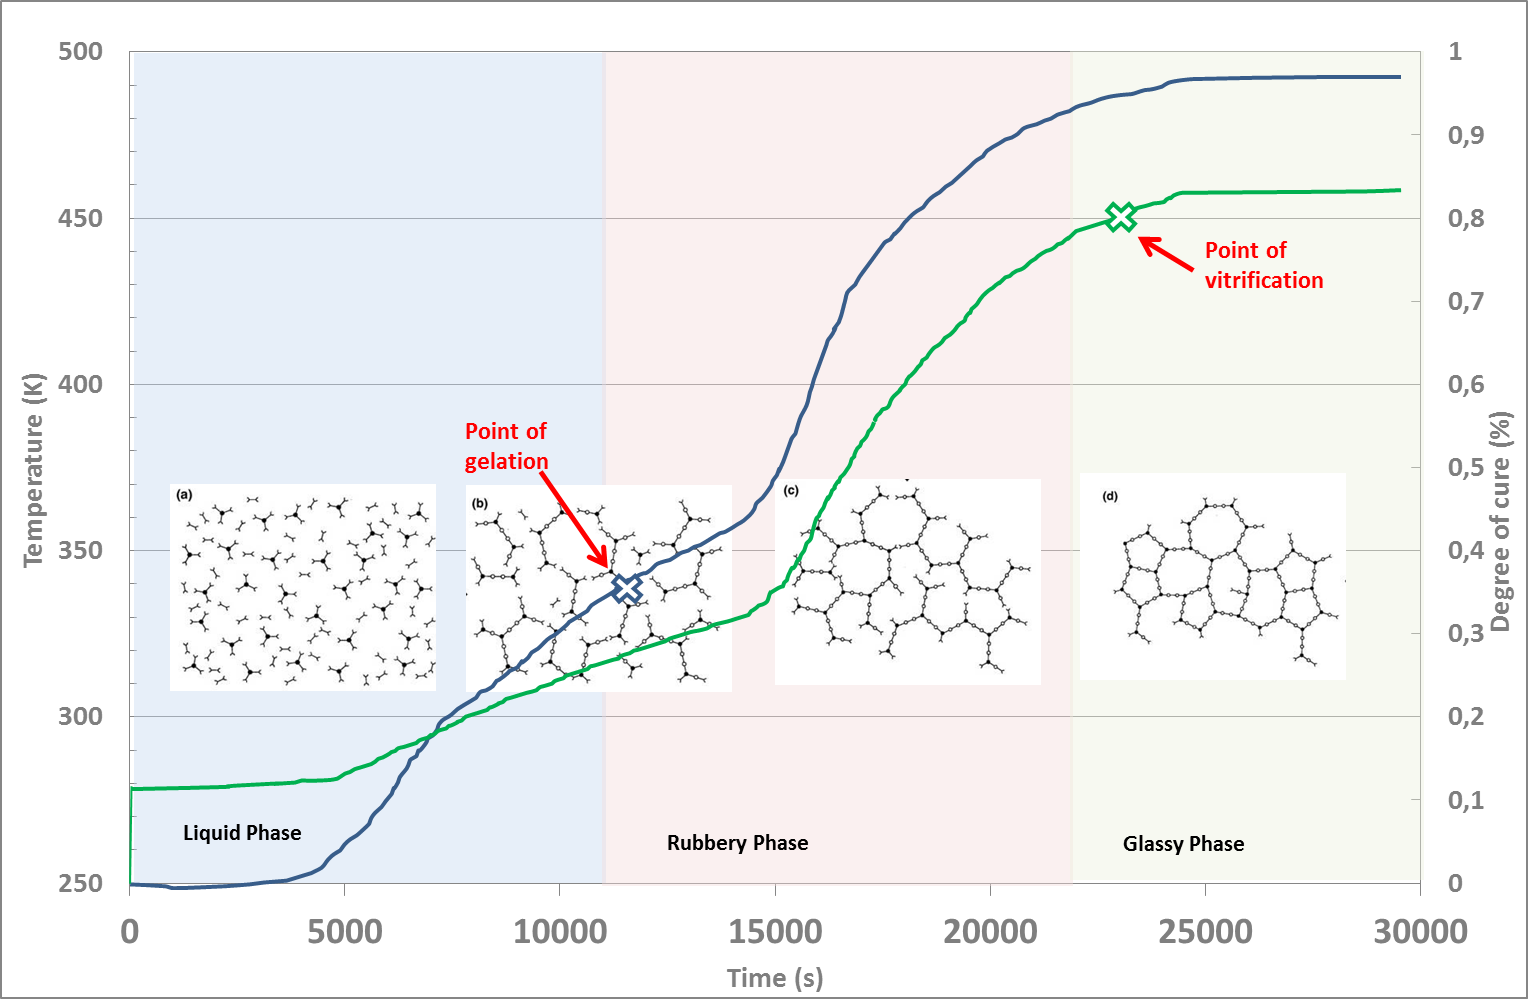 500
450
400
350
300
250
Temperature (K)
1
0,9
0,8
0,7
0,6
0,5
0,4
0,3
0,2
0,1
0
Degree of cure (%)
Point of
vitrification
Point of
gelation
(a)
(b)
(c)
(d)
Liquid Phase
Rubbery Phase
Glassy Phase
0
5000
10000
15000
20000
25000
30000
Time (s)